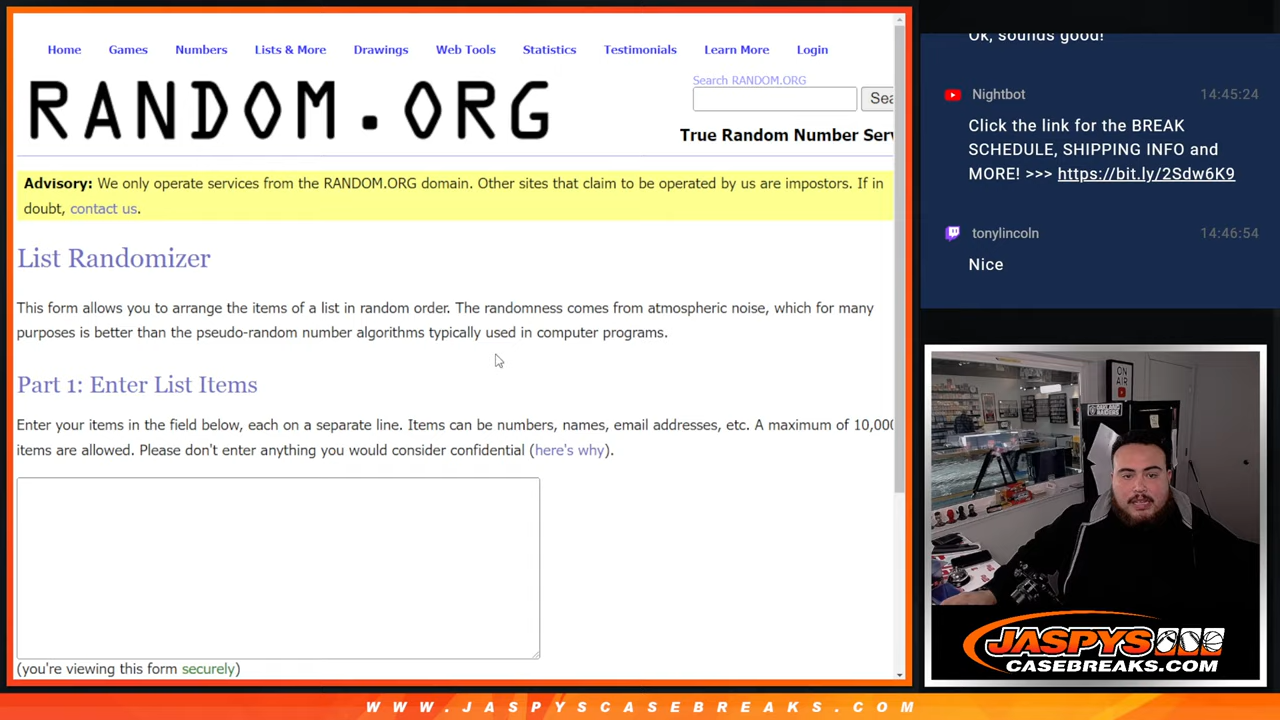 Home Games Numbers Lists & More Drawings Web Tools Statistics Testimonials Learn More Login
RANDOM.ORG
Search RANDOM.ORG
Sea
True Random Number Serv
Advisory: We only operate services from the RANDOM.ORG domain. Other sites that claim to be operated by us are impostors. If in
doubt, contact us.
List Randomizer
This form allows you to arrange the items of a list in random order. The randomness comes from atmospheric noise, which for many
purposes is better than the pseudo-random number algorithms typically used in computer programs.
Part 1: Enter List Items
Enter your items in the field below, each on a separate line. Items can be numbers, names, email addresses, etc. A maximum of 10,000
items are allowed. Please don't enter anything you would consider confidential (here's why).
(you're viewing this form securely)
Ok, sounds good!
Nightbot 14:45:24
Click the link for the BREAK
SCHEDULE, SHIPPING INFO and
MORE! >>> https://bit.ly/2Sdw6K9
tonylincoln 14:46:54
Nice
ON
AIR
JASPYS
CASEBREAKS.COM
WWW.JASPYSCASEBREAKS.COM